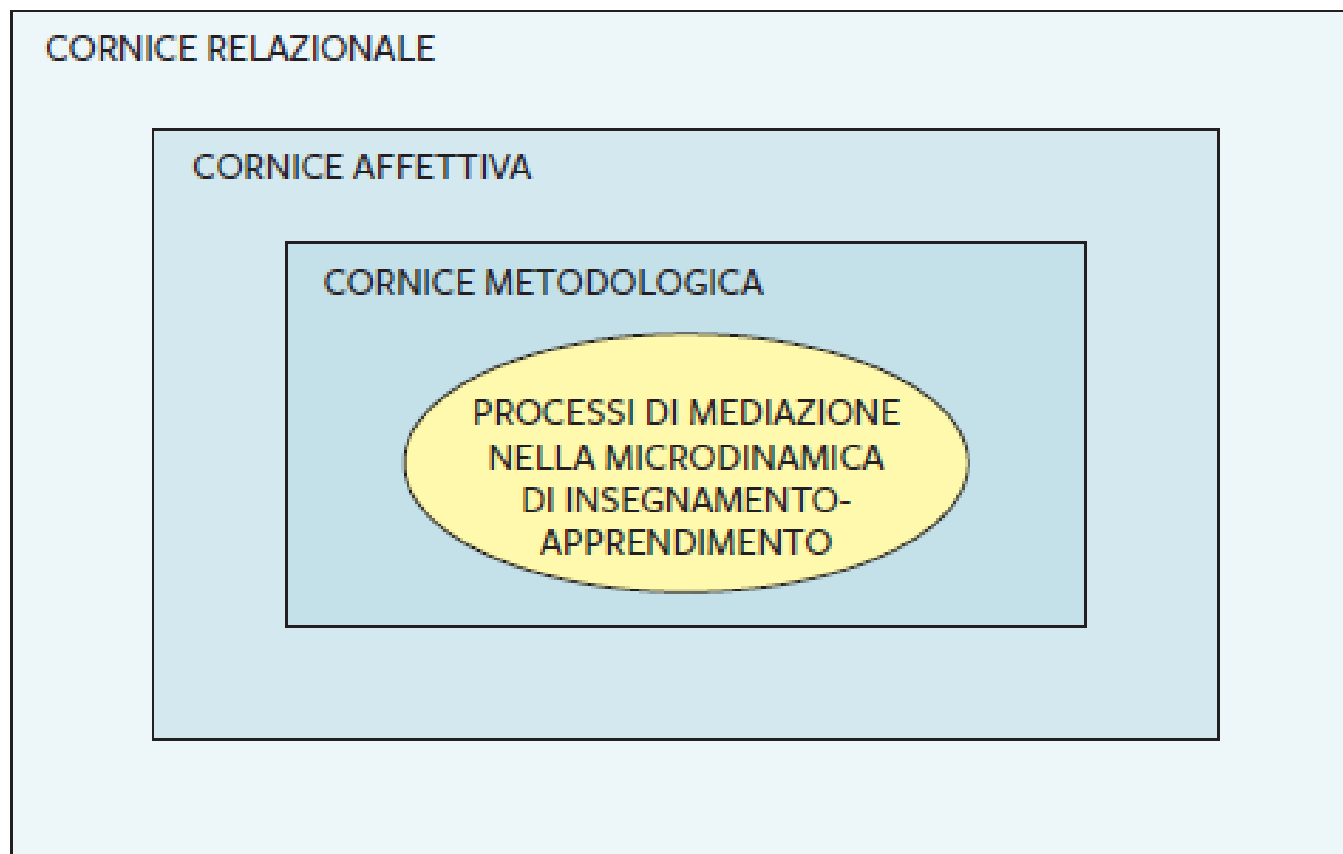 CORNICE RELAZIONALE
CORNICE AFFETTIVA
CORNICE METODOLOGICA
PROCESSI DI MEDIAZIONE
NELLA MICRODINAMICA
DI INSEGNAMENTO-
APPRENDIMENTO